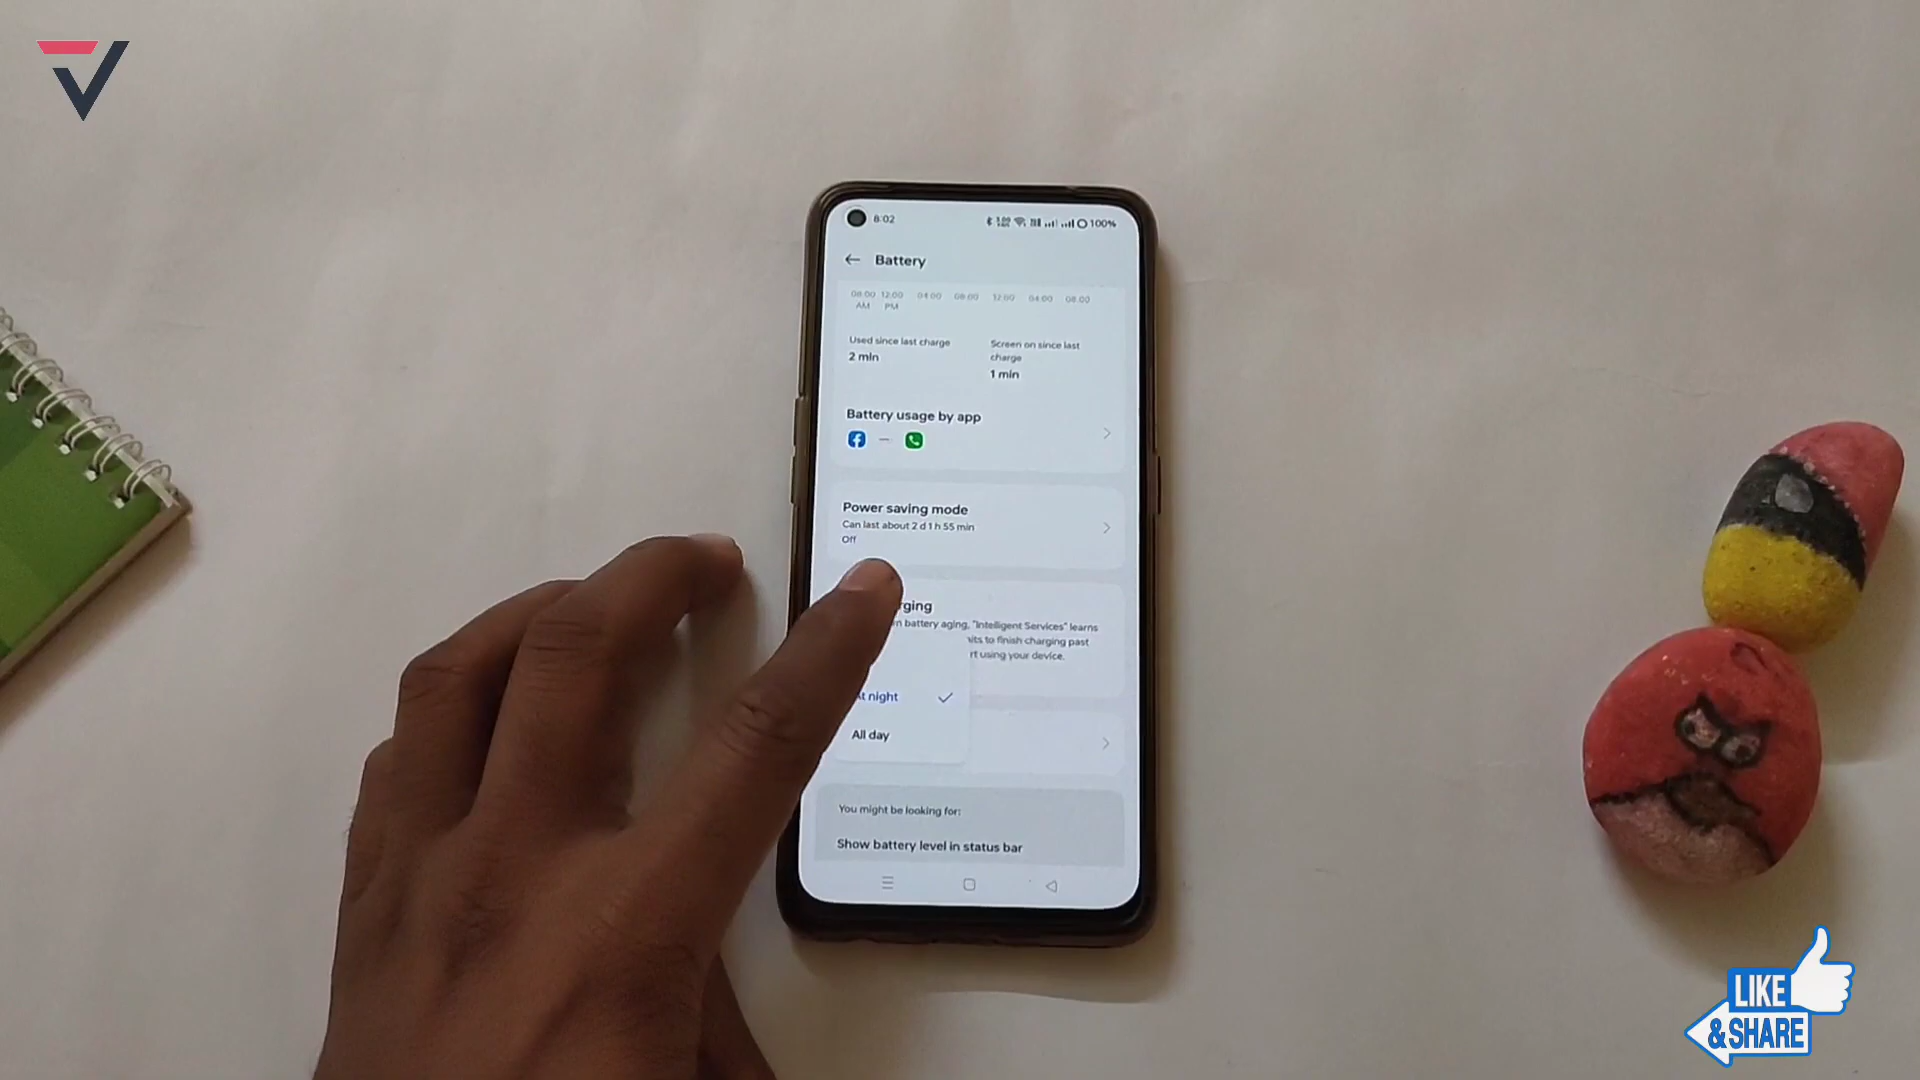 8:02
100%
Battery
08:00 12:00 04:00 08:00 12:00 04:00 08:00
AM PM
Used since last charge
2 min
Screen on since last
charge
1 min
Battery usage by app
Power saving mode
Can last about 2 d 1 h 55 min
Off
rging
n battery aging, "Intelligent Services" learns
its to finish charging past
rt using your device.
t night
All day
You might be looking for:
Show battery level in status bar
LIKE
&SHARE